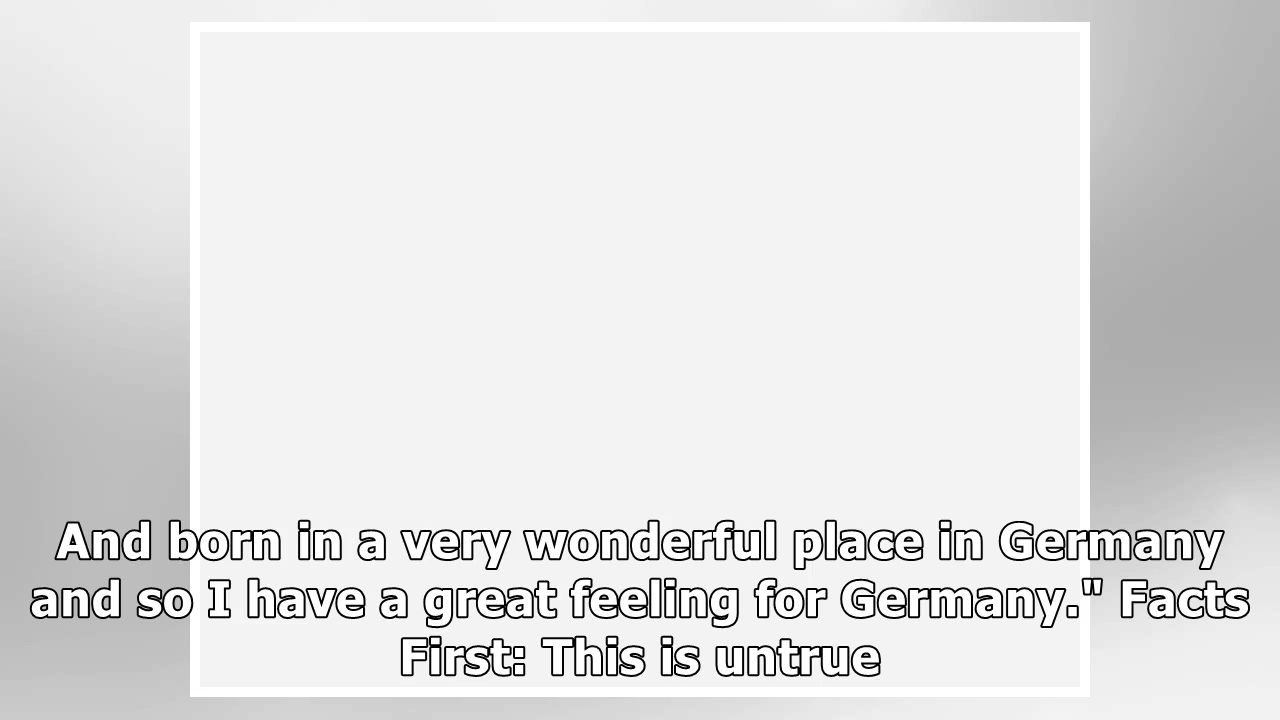 And born in a very wonderful place in Germany
and so I have a great feeling for Germany." Facts
First: This is untrue